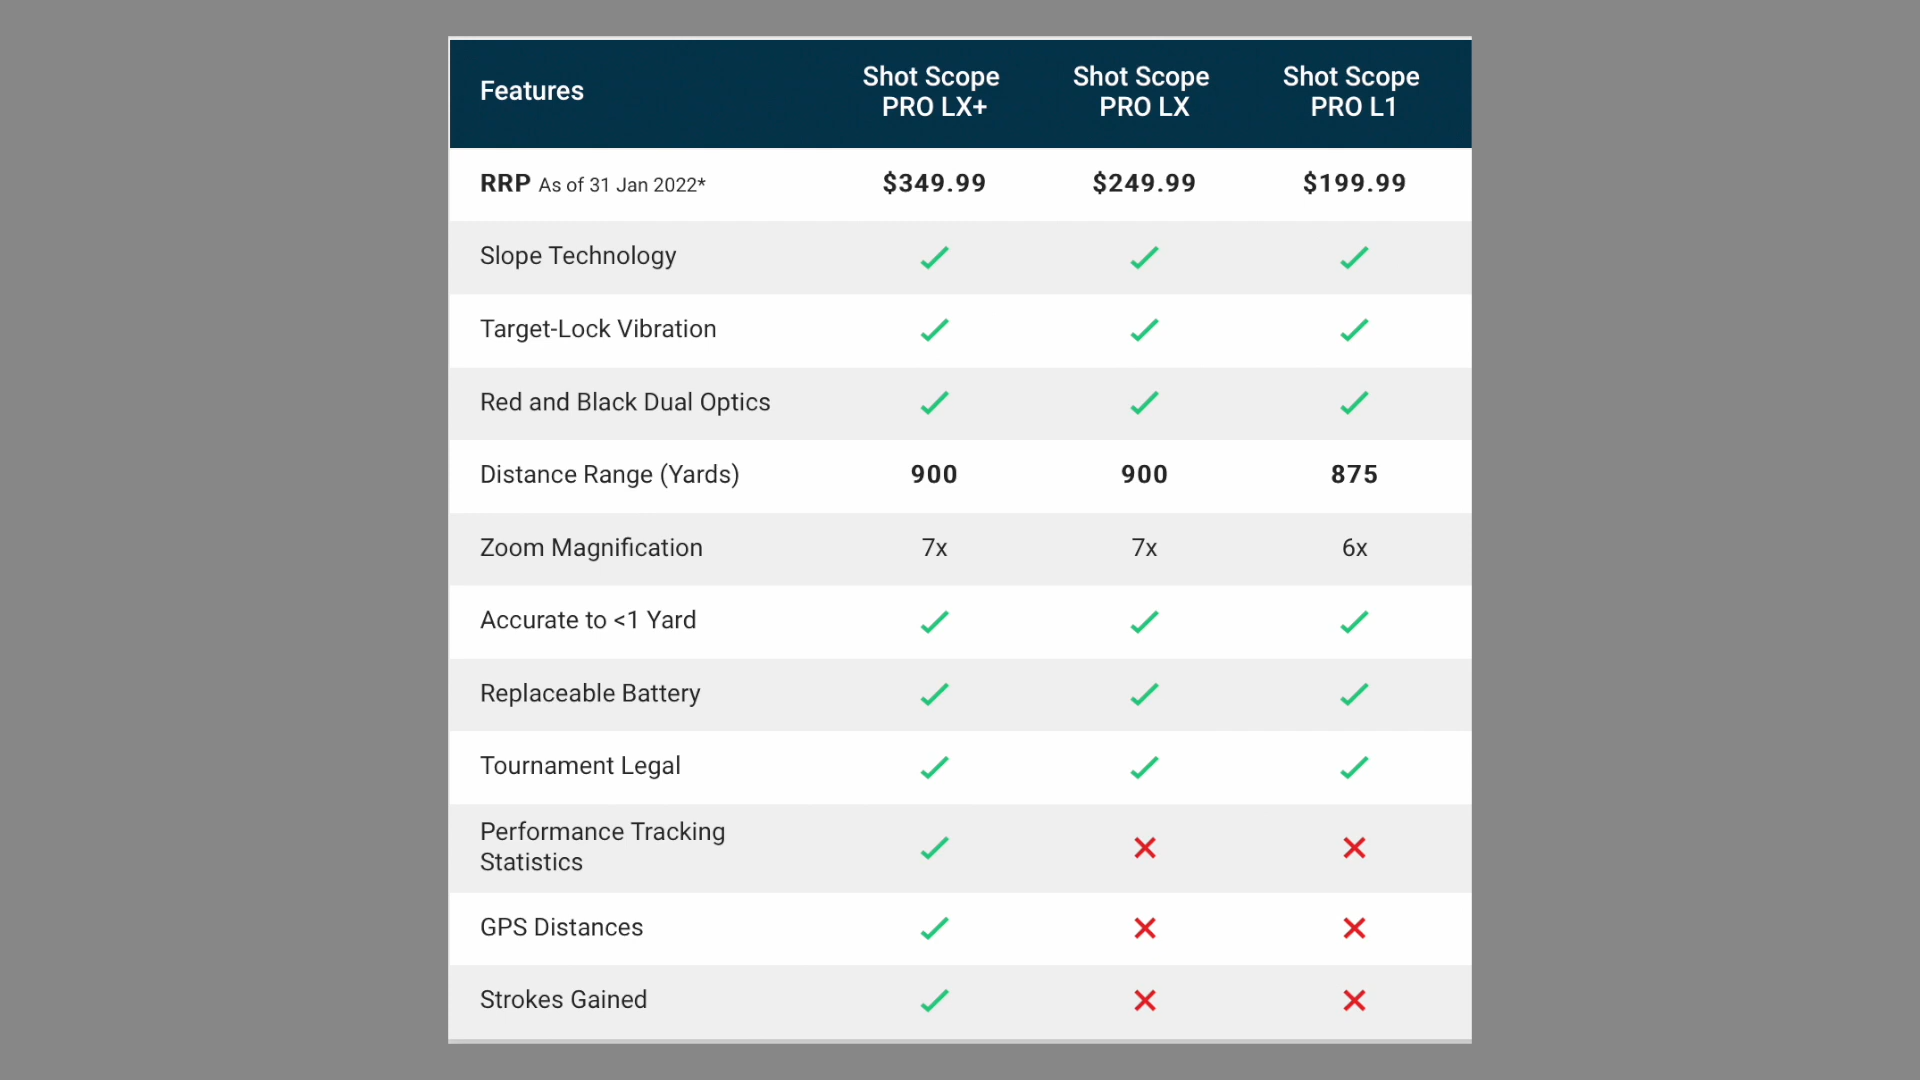 Features
Shot Scope PRO LX+
Shot Scope PRO LX
Shot Scope PRO L1
RRP As of 31 Jan 2022* $349.99 $249.99 $199.99
Slope Technology
Target-Lock Vibration
Red and Black Dual Optics
Distance Range (Yards) 900 900 875
Zoom Magnification 7x 7x 6x
Accurate to <1 Yard
Replaceable Battery
Tournament Legal
Performance Tracking
Statistics
GPS Distances
Strokes Gained